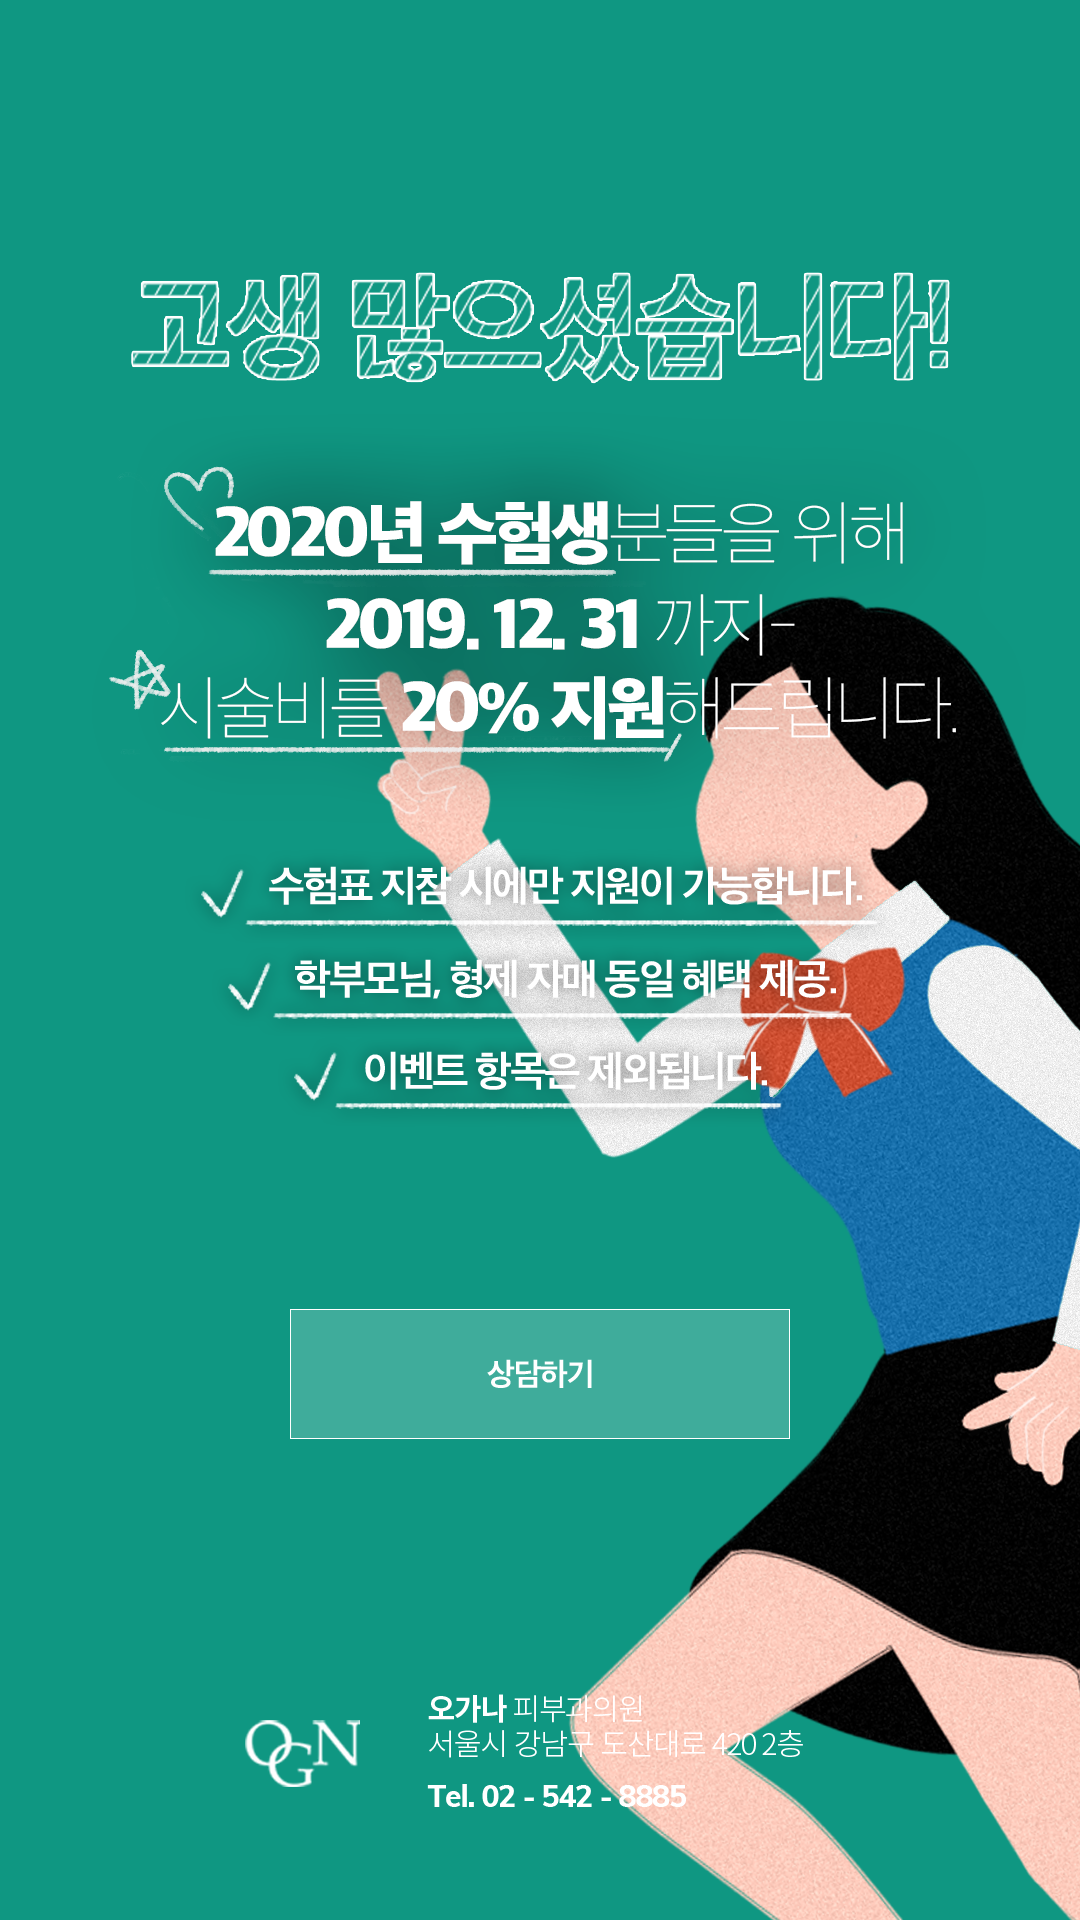 고생 많으셨습니다!
2020년 수험생분들을 위해
2019. 12. 31 까지-
시술비를 20% 지원해드립니다.
수험표 지참 시에만 지원이 가능합니다.
학부모님, 형제 자매 동일 혜택 제공.
이벤트 항목은 제외됩니다.
상담하기
OGN
오가나 피부과의원
서울시 강남구 도산대로 420 2층
Tel. 02 - 542 - 8885